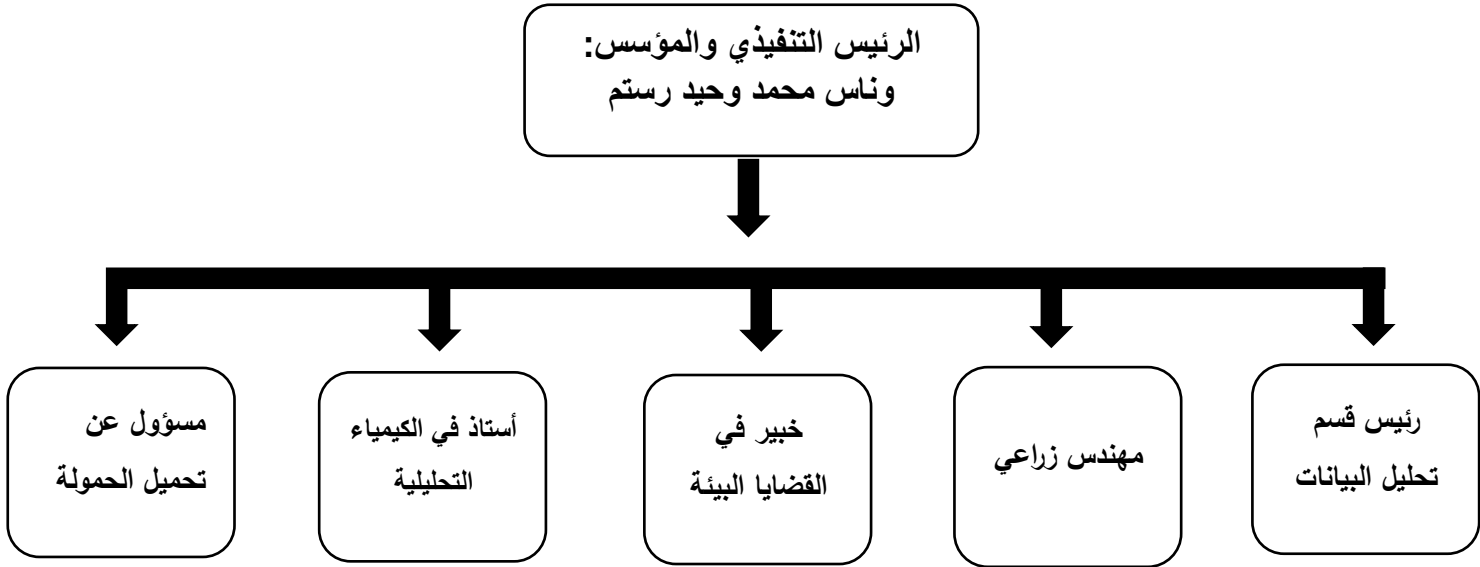 الرئيس التنفيذي والمؤسس:
وناس محمد وحيد رستم
رئيس قسم
تحليل البيانات
مهندس زراعي
خبير في
القضايا البيئة
أستاذ في الكيمياء
التحليلية
مسؤول عن
تحميل الحمولة